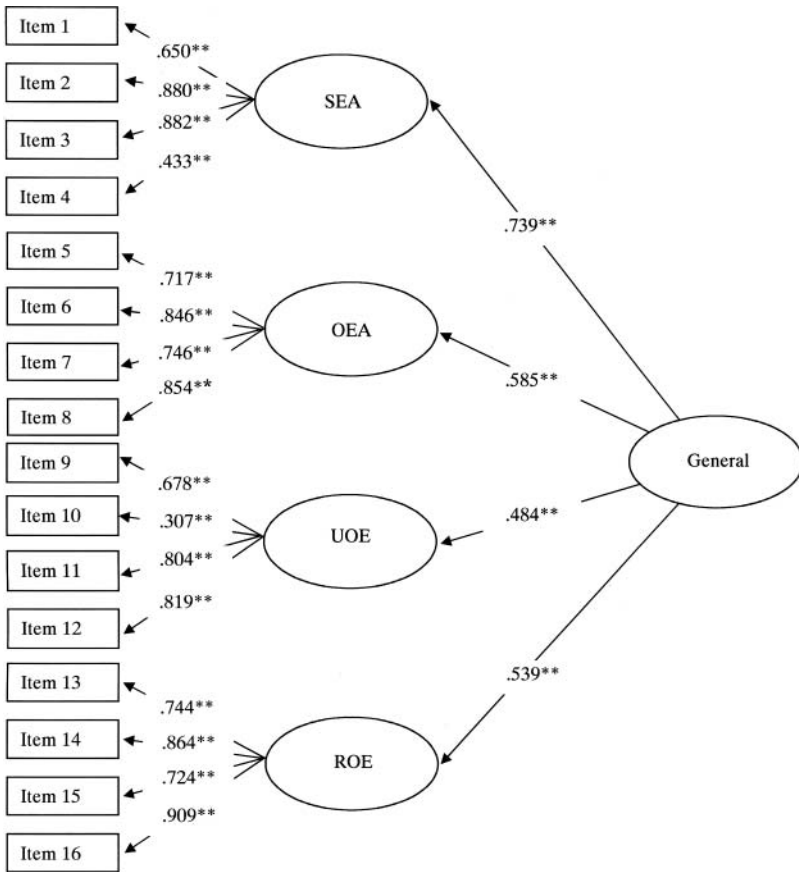 Item 1
.650**
Item 2
.880**
SEA
.882**
Item 3
.433**
Item 4
.739**
Item 5
.717**
Item 6
.846**
OEA
.746**
Item 7
.585**
.854**
Item 8
Item 9
General
.678**
Item 10
.307**
UOE
.484**
.804**
Item 11
.819**
Item 12
Item 13
.539**
.744**
Item 14
.864**
ROE
.724**
Item 15
.909**
Item 16